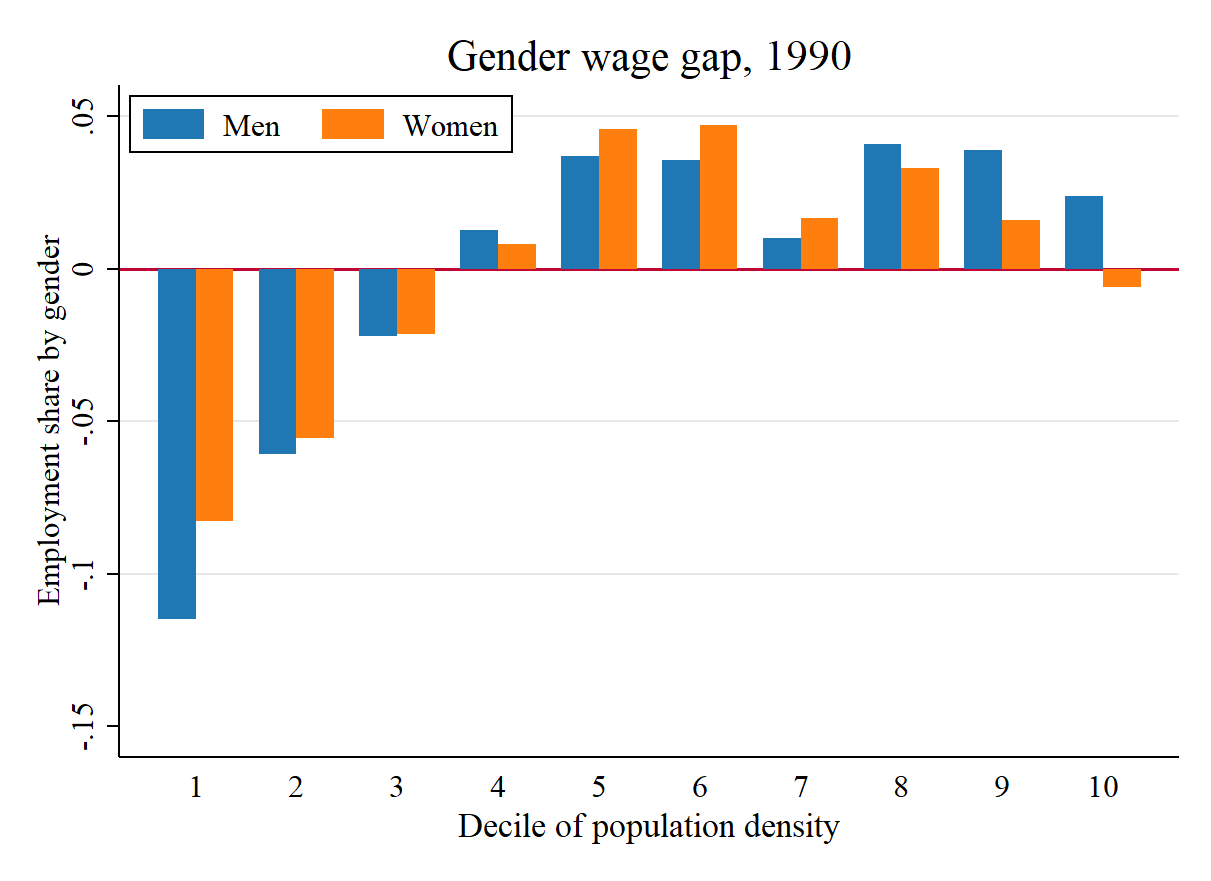 Gender wage gap, 1990
Men Women
Employment share by gender
.05
0
-.05
-.1
-.15
1 2 3 4 5 6 7 8 9 10
Decile of population density